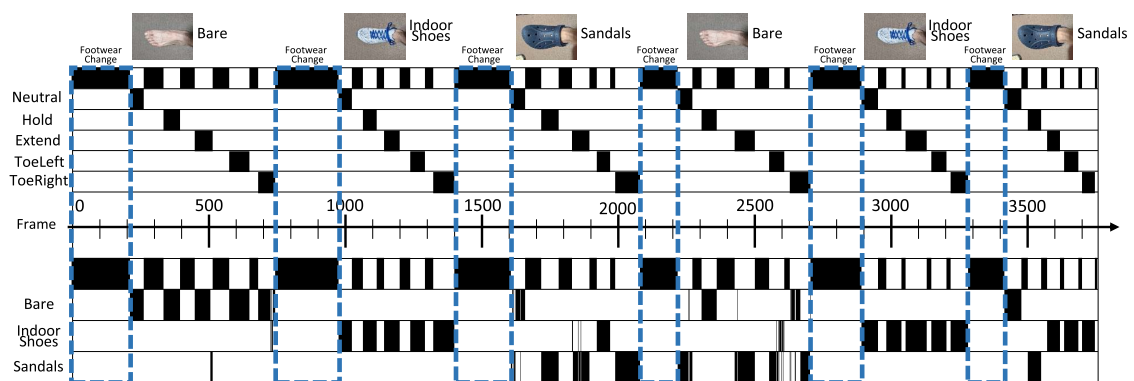 Bare
Indoor
Shoes
Sandals
Bare
Indoor
Shoes
Sandals
Footwear
Change
Footwear
Change
Footwear
Change
Footwear
Change
Footwear
Change
Footwear
Change
Neutral
Hold
Extend
ToeLeft
ToeRight
Frame
0 500 1000 1500 2000 2500 3000 3500
Bare
Indoor
Shoes
Sandals